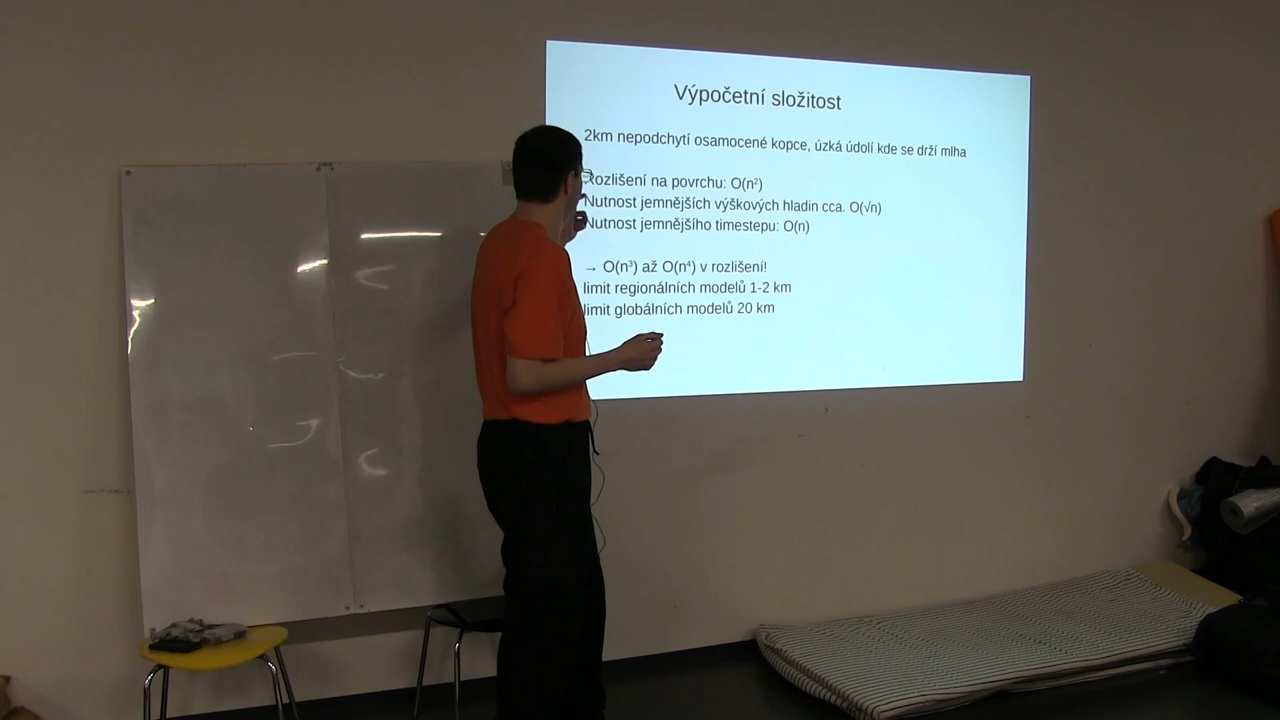 Výpočetní složitost
2km nepodchytí osamocené kopce, úzká údolí kde se drží mlha
Rozlišení na povrchu: O(n²)
Nutnost jemnějších výškových hladin cca. O(√n)
Nutnost jemnějšího timestepu: O(n)
→ O(n³) až O(n⁴) v rozlišení!
limit regionálních modelů 1-2 km
limit globálních modelů 20 km